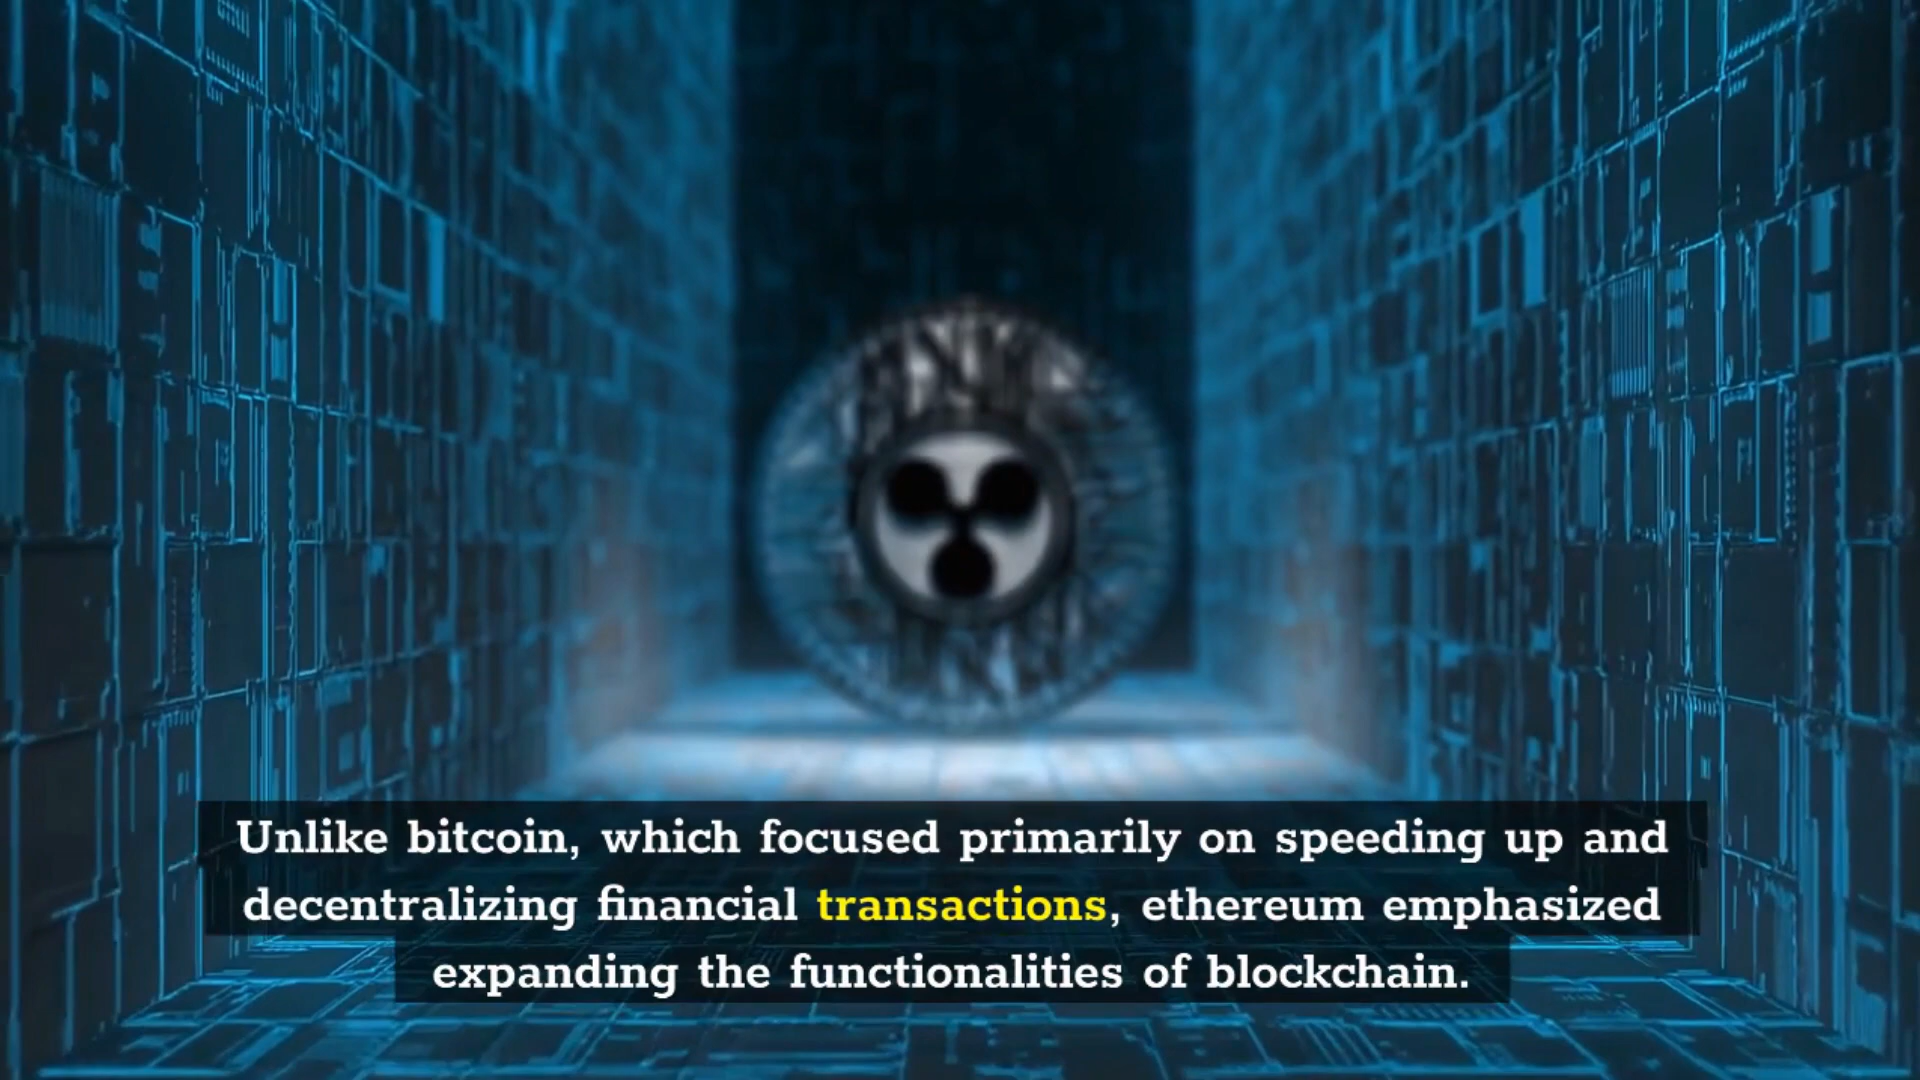 Unlike bitcoin, which focused primarily on speeding up and
decentralizing financial transactions, ethereum emphasized
expanding the functionalities of blockchain.